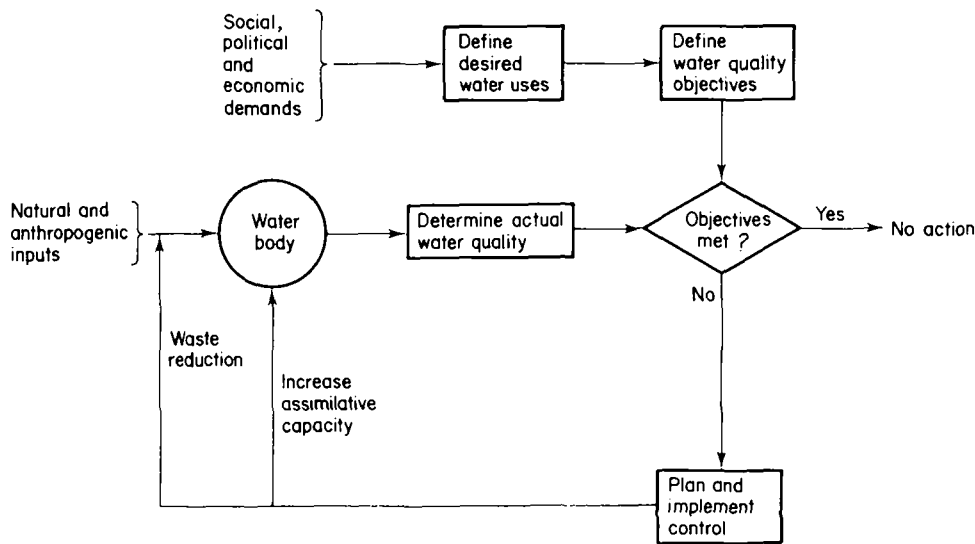 Social,
political
and
economic
demands
Define
desired
water uses
Define
water quality
objectives
Natural and
anthropogenic
inputs
Water
body
Determine actual
water quality
Objectives
met ?
Yes
No action
No
Waste
reduction
Increase
assimilative
capacity
Plan and
implement
control